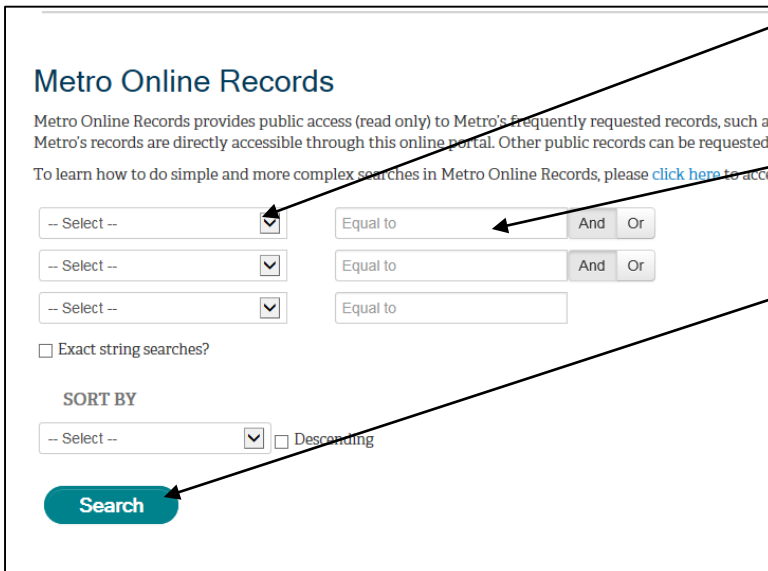 Metro Online Records
Metro Online Records provides public access (read only) to Metro's frequently requested records, such a
Metro's records are directly accessible through this online portal. Other public records can be requested
To learn how to do simple and more complex searches in Metro Online Records, please click here to acce
-- Select -- Equal to And Or
-- Select -- Equal to And Or
-- Select -- Equal to
Exact string searches?
SORT BY
-- Select -- Descending
Search